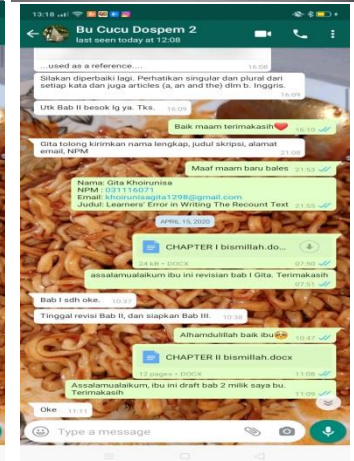 13:18
Bu Cucu Dospem 2
last seen today at 12:08
...used as a reference.... 16:08
Silakan diperbaiki lagi. Perhatikan singular dan plural dari
setiap kata dan juga articles (a, an and the) dlm b. Inggris.
16:09
Utk Bab II besok lg ya. Tks. 16:09
Baik maam terimakasih❤️ 16:10
Gita tolong kirimkan nama lengkap, judul skripsi, alamat
email, NPM 21:08
Maaf maam baru bales 21:53
Nama: Gita Khoirunisa
NPM : 031116071
Email: khoirunisagita1298@gmail.com
Judul: Learners' Error in Writing The Recount Text 21:55
APRIL 15, 2020
CHAPTER I bismillah.do...
24 kB • DOCX 07:50
assalamualaikum ibu ini revisian bab I Gita. Terimakasih
07:51
Bab I sdh oke. 10:37
Tinggal revisi Bab II, dan siapkan Bab III. 10:38
Alhamdulillah baik ibu🥰 10:47
CHAPTER II bismillah.docx
12 pages • DOCX 11:08
Assalamualaikum, ibu ini draft bab 2 milik saya bu.
Terimakasih 11:09
Oke 11:11
Type a message